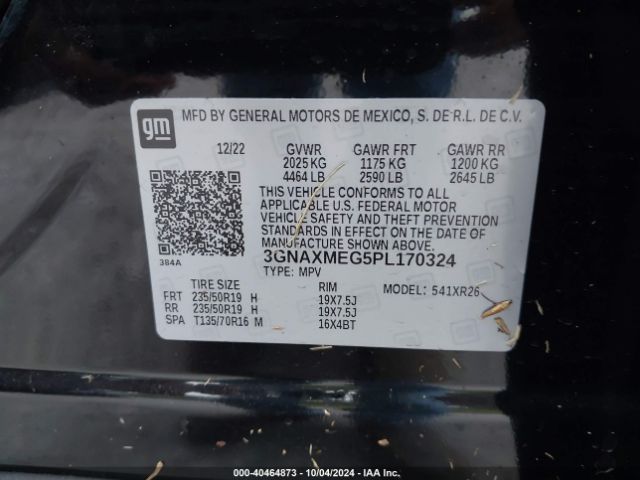 gm
MFD BY GENERAL MOTORS DE MEXICO, S. DE R.L. DE C.V.
12/22 GVWR GAWR FRT GAWR RR
2025 KG 1175 KG 1200 KG
4464 LB 2590 LB 2645 LB
THIS VEHICLE CONFORMS TO ALL
APPLICABLE U.S. FEDERAL MOTOR
VEHICLE SAFETY AND THEFT PREVENTION
STANDARDS IN EFFECT ON THE DATE OF
MANUFACTURE SHOWN ABOVE.
384A
3GNAXMEG5PL170324
TYPE: MPV
TIRE SIZE RIM MODEL: 541XR26
FRT 235/50R19 H 19X7.5J
RR 235/50R19 H 19X7.5J
SPA T135/70R16 M 16X4BT
000-40464873 - 10/04/2024 - IAA Inc.